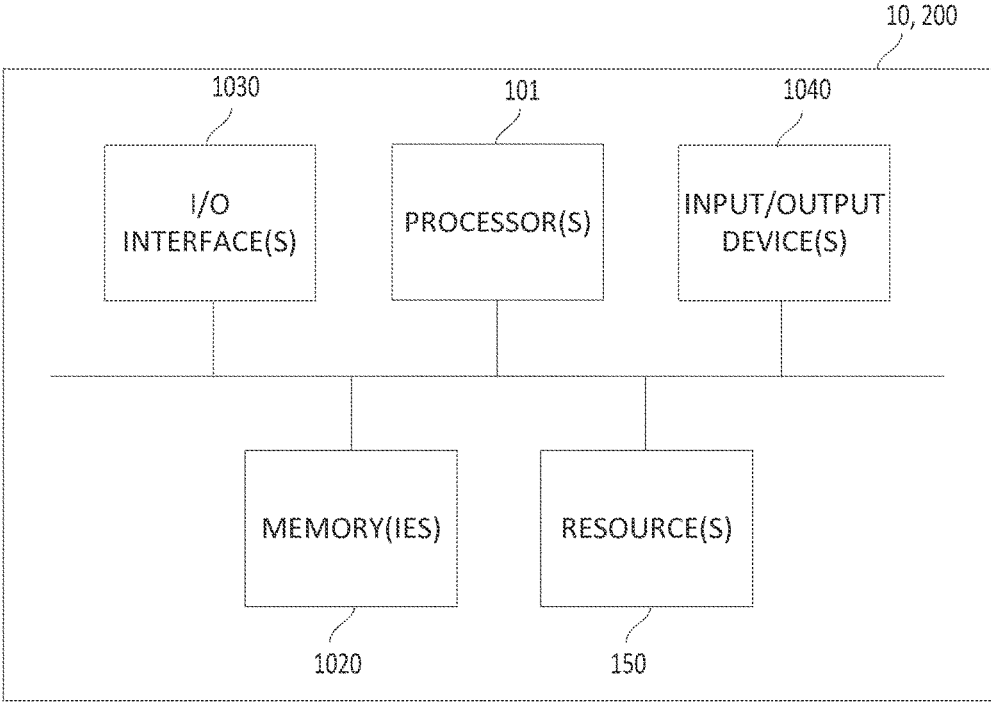 10, 200
1030
101
1040
I/O
INTERFACE(S)
PROCESSOR(S)
INPUT/OUTPUT
DEVICE(S)
MEMORY(IES)
RESOURCE(S)
1020
150